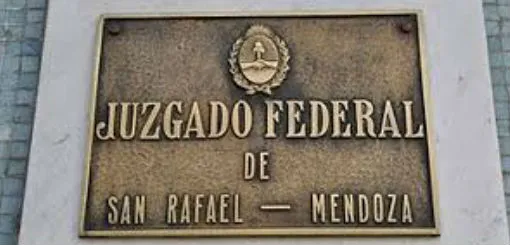 JUZGADO FEDERAL
DE
SAN RAFAEL — MENDOZA